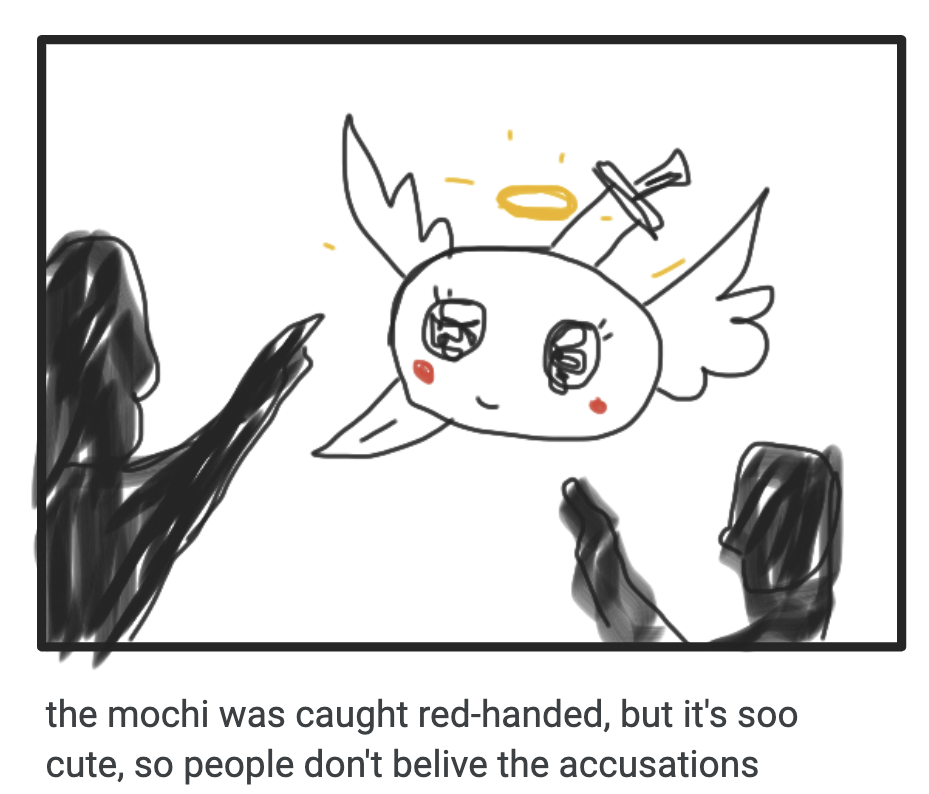 the mochi was caught red-handed, but it's soo
cute, so people don't belive the accusations